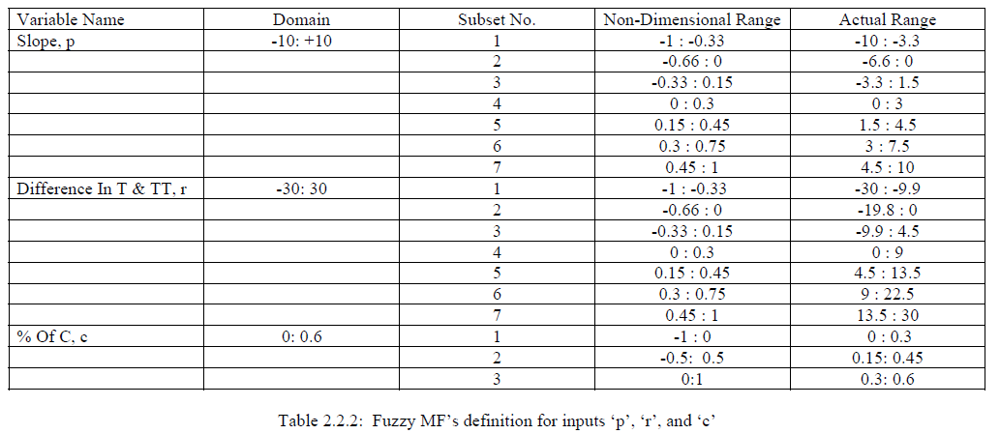 Variable Name Domain Subset No. Non-Dimensional Range Actual Range
Slope, p -10: +10 1 -1 : -0.33 -10 : -3.3
2 -0.66 : 0 -6.6 : 0
3 -0.33 : 0.15 -3.3 : 1.5
4 0 : 0.3 0 : 3
5 0.15 : 0.45 1.5 : 4.5
6 0.3 : 0.75 3 : 7.5
7 0.45 : 1 4.5 : 10
Difference In T & TT, r -30: 30 1 -1 : -0.33 -30 : -9.9
2 -0.66 : 0 -19.8 : 0
3 -0.33 : 0.15 -9.9 : 4.5
4 0 : 0.3 0 : 9
5 0.15 : 0.45 4.5 : 13.5
6 0.3 : 0.75 9 : 22.5
7 0.45 : 1 13.5 : 30
% Of C, c 0: 0.6 1 -1 : 0 0 : 0.3
2 -0.5: 0.5 0.15: 0.45
3 0:1 0.3: 0.6
Table 2.2.2: Fuzzy MF’s definition for inputs ‘p’, ‘r’, and ‘c’